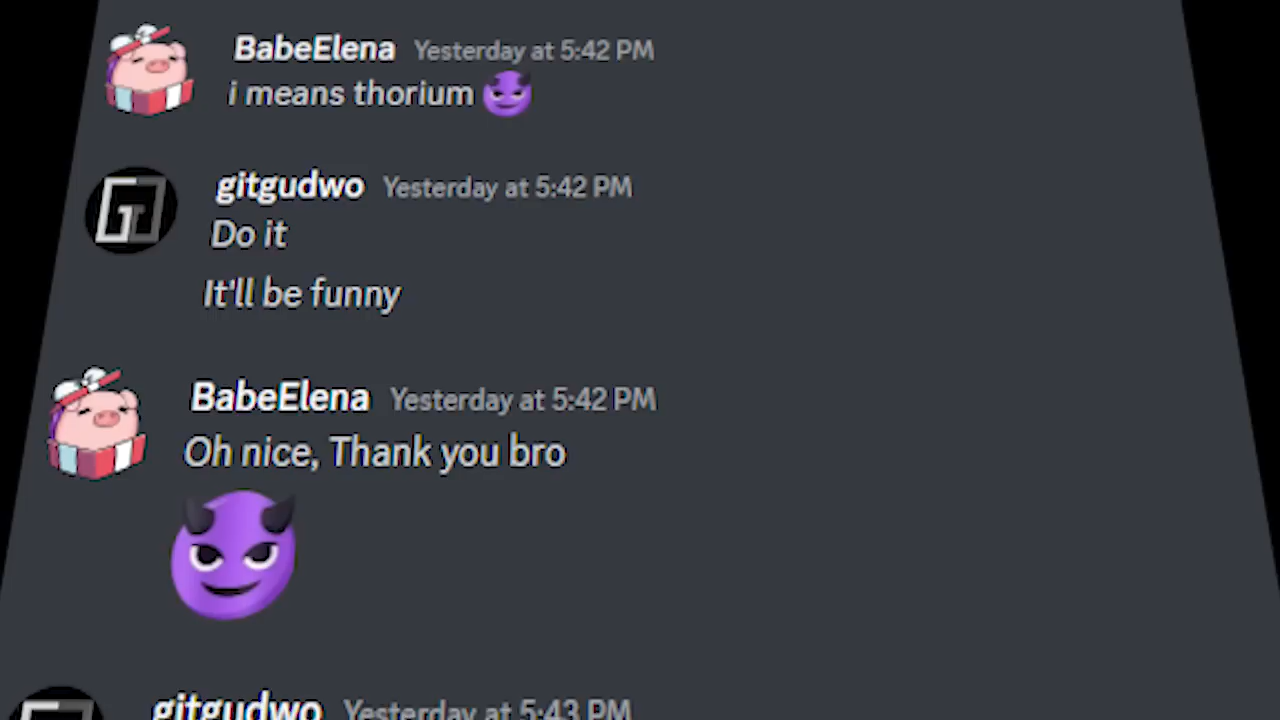 BabeElena Yesterday at 5:42 PM
i means thorium 😈
gitgudwo Yesterday at 5:42 PM
Do it
It'll be funny
BabeElena Yesterday at 5:42 PM
Oh nice, Thank you bro
😈
gitgudwo Yesterday at 5:43 PM